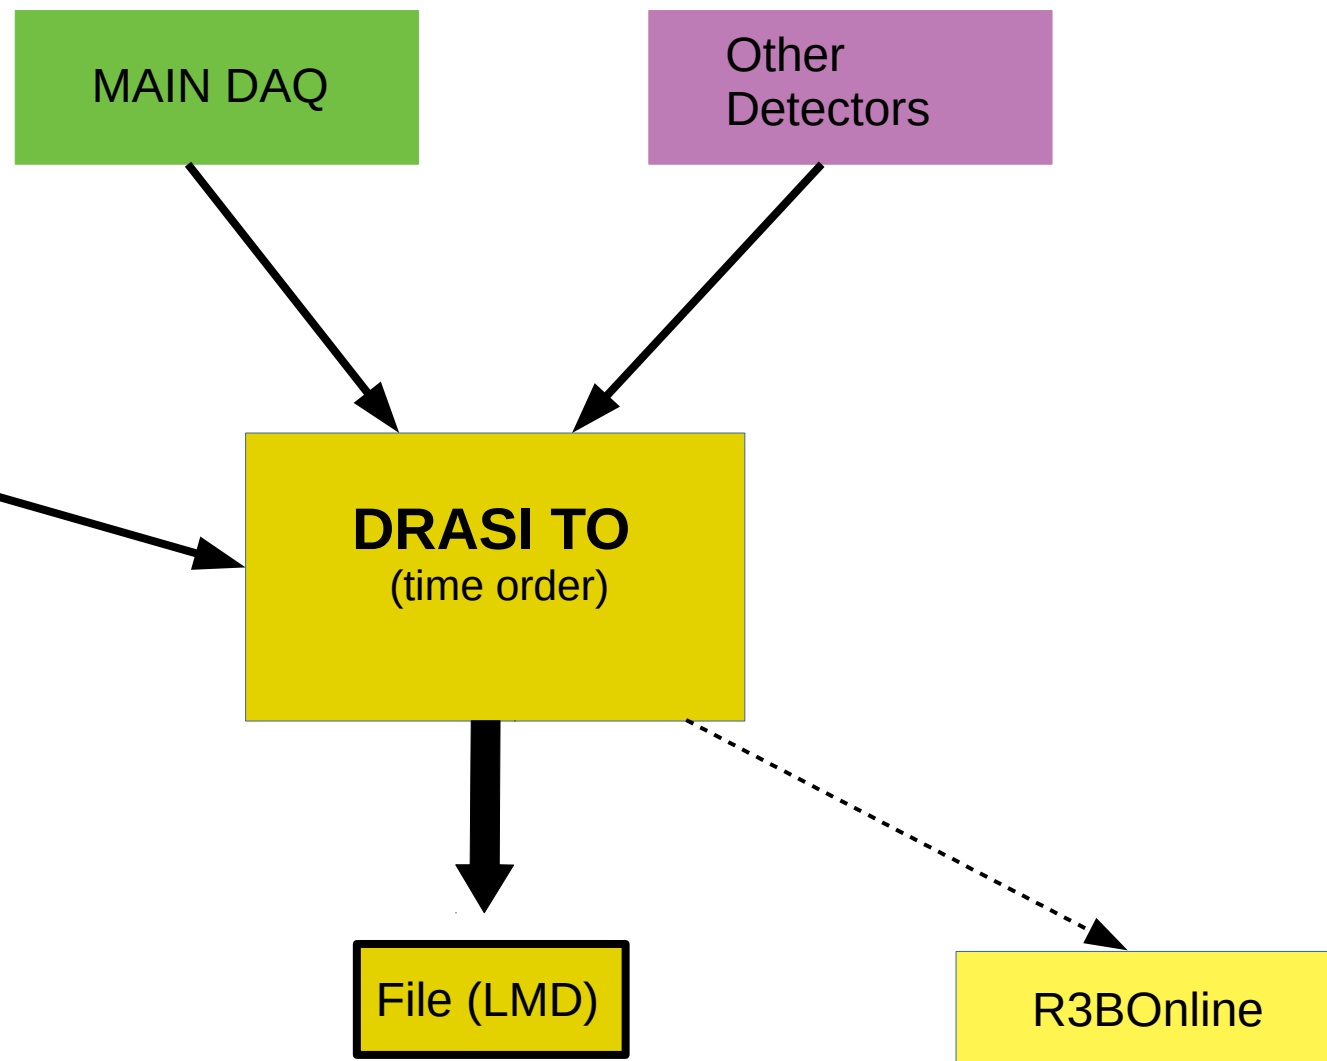 MAIN DAQ
Other
Detectors
DRASI TO
(time order)
File (LMD)
R3BOnline